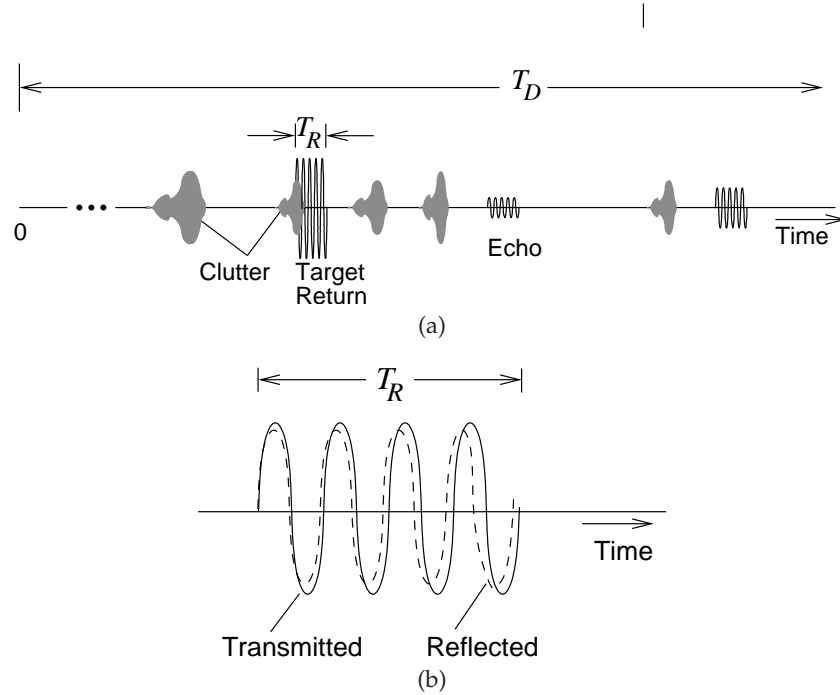 T_D
T_R
0
Clutter
Target
Return
Echo
Time
(a)
T_R
Time
Transmitted
Reflected
(b)